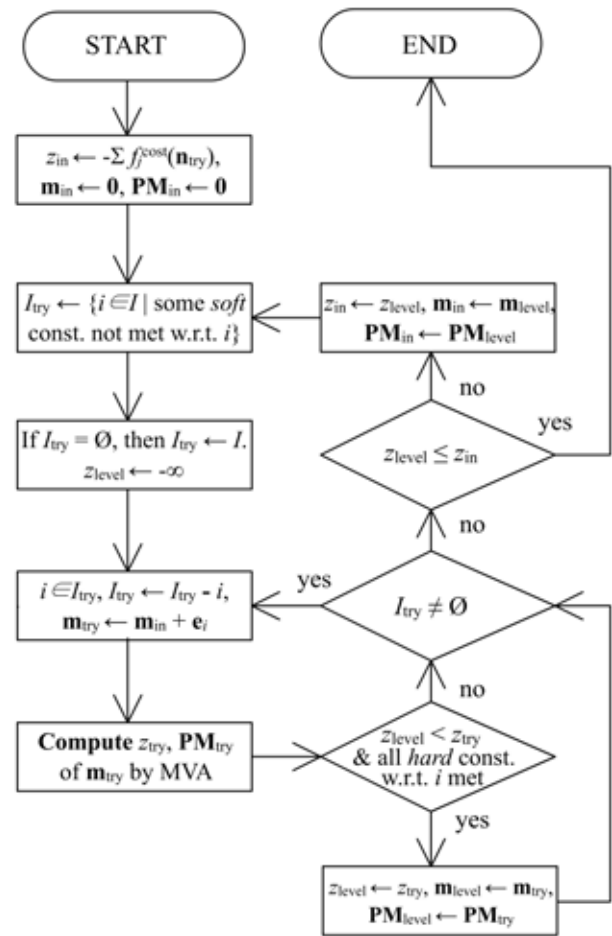 START
END
z_in ← -Σ f_j^cost(n_try),
m_in ← 0, PM_in ← 0
I_try ← {i∈I | some soft
const. not met w.r.t. i}
z_in ← z_level, m_in ← m_level,
PM_in ← PM_level
no
yes
If I_try = Ø, then I_try ← I.
z_level ← -∞
z_level ≤ z_in
no
i∈I_try, I_try ← I_try - i,
m_try ← m_in + e_i
yes
I_try ≠ Ø
no
Compute z_try, PM_try
of m_try by MVA
z_level < z_try
& all hard const.
w.r.t. i met
yes
z_level ← z_try, m_level ← m_try,
PM_level ← PM_try